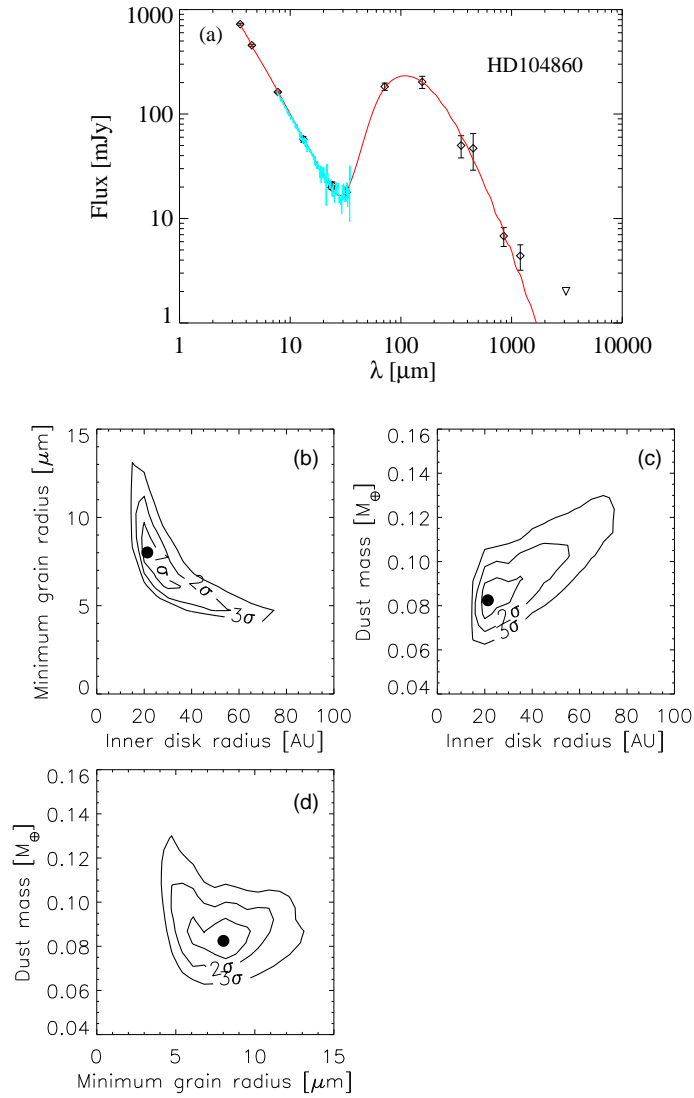 (a)
HD104860
Flux [mJy]
1000
100
10
1
1 10 100 1000 10000
λ [μm]
(b)
Minimum grain radius [μm]
15
10
5
0
1σ
2σ
3σ
0 20 40 60 80 100
Inner disk radius [AU]
(c)
Dust mass [M⊕]
0.16
0.14
0.12
0.10
0.08
0.06
0.04
2σ
3σ
0 20 40 60 80 100
Inner disk radius [AU]
(d)
Dust mass [M⊕]
0.16
0.14
0.12
0.10
0.08
0.06
0.04
2σ
3σ
0 5 10 15
Minimum grain radius [μm]